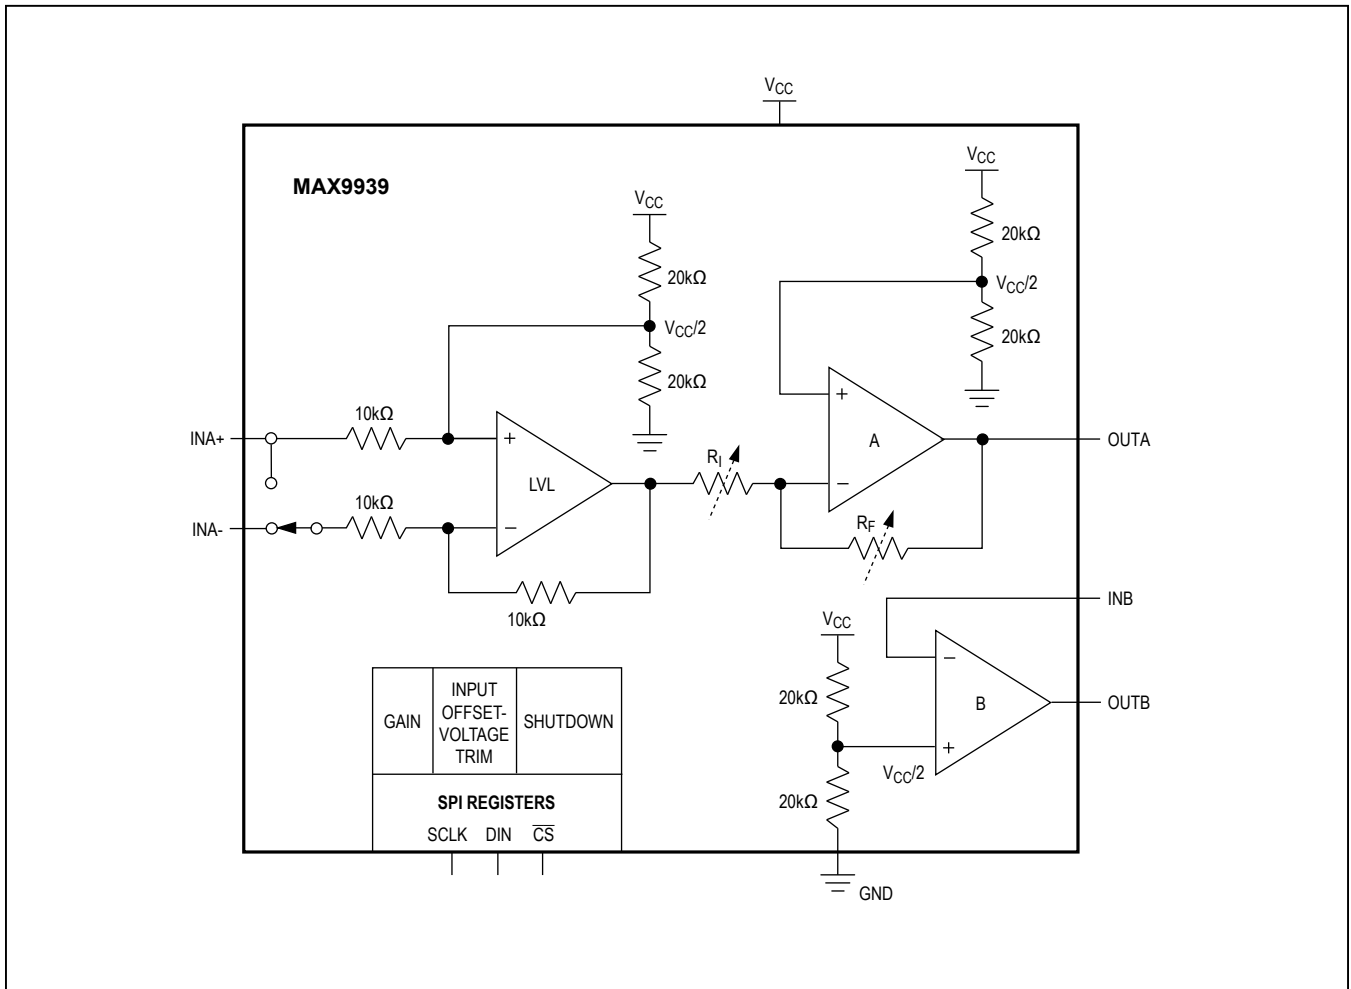 VCC
MAX9939
VCC
20kΩ
VCC/2
20kΩ
VCC
20kΩ
VCC/2
20kΩ
INA+
10kΩ
+
LVL
−
INA-
10kΩ
10kΩ
RI
+
A
−
RF
OUTA
INB
VCC
20kΩ
20kΩ
VCC/2
−
B
+
OUTB
GND
GAIN
INPUT
OFFSET-
VOLTAGE
TRIM
SHUTDOWN
SPI REGISTERS
SCLK DIN C̅S̅